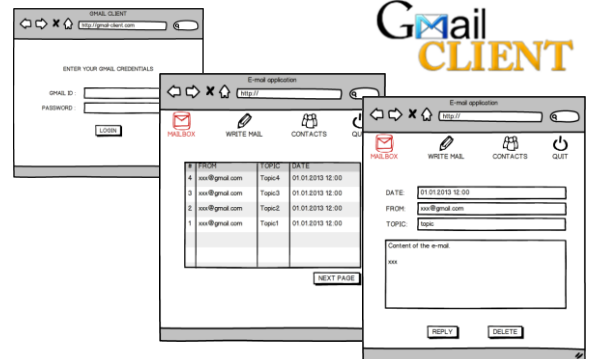 Gmail
CLIENT
GMAIL CLIENT
http://gmail-client.com
ENTER YOUR GMAIL CREDENTIALS
GMAIL ID :
PASSWORD :
LOGIN
E-mail application
http://
MAILBOX WRITE MAIL CONTACTS QU
# FROM TOPIC DATE
4 xxx@gmail.com Topic4 01.01.2013 12:00
3 xxx@gmail.com Topic3 01.01.2013 12:00
2 xxx@gmail.com Topic2 01.01.2013 12:00
1 xxx@gmail.com Topic1 01.01.2013 12:00
NEXT PAGE
E-mail application
http://
MAILBOX WRITE MAIL CONTACTS QUIT
DATE: 01.01.2013 12:00
FROM: xxx@gmail.com
TOPIC: topic
Content of the e-mail.
xxx
REPLY DELETE